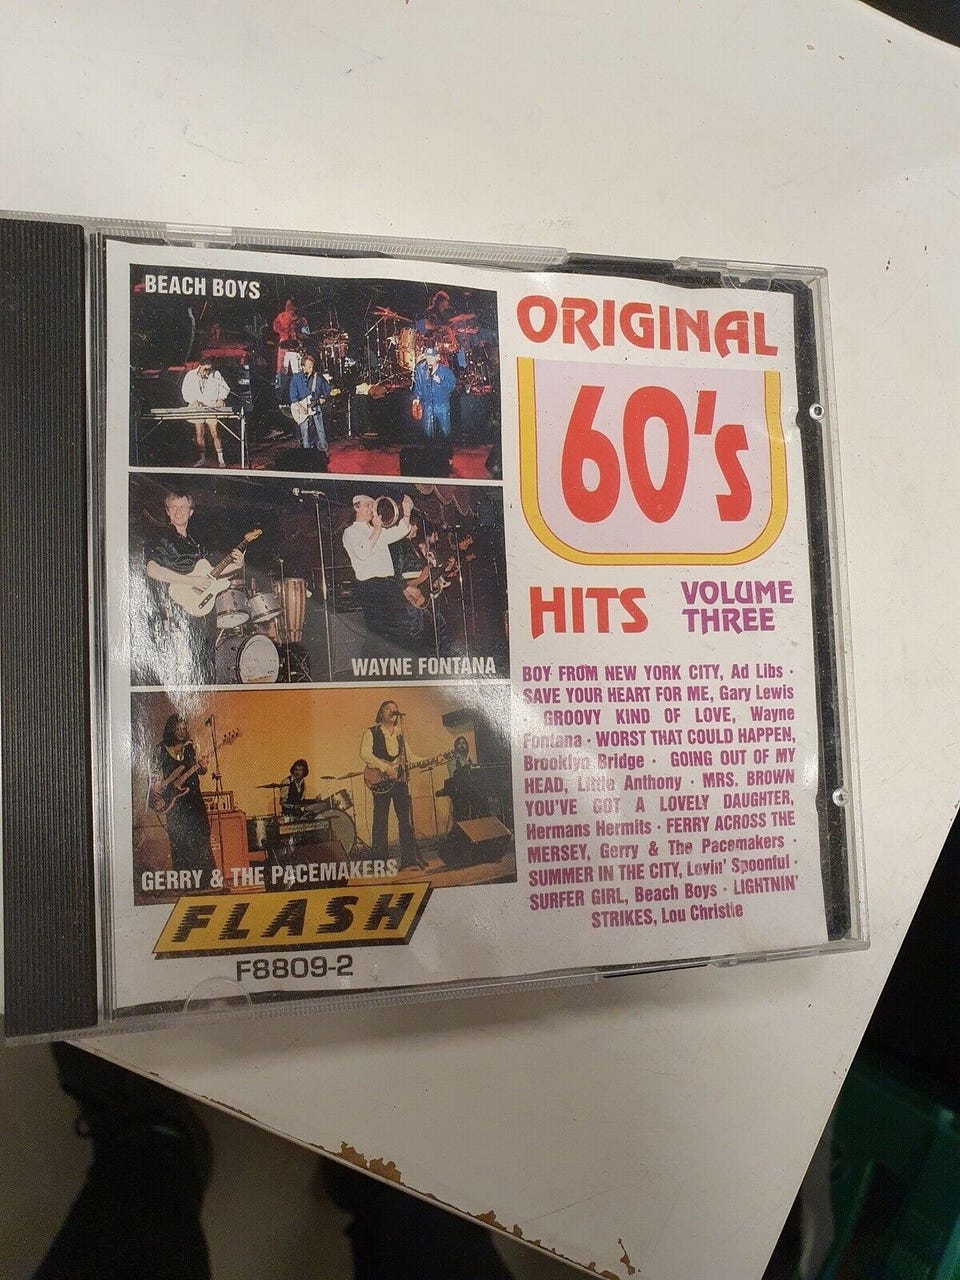 BEACH BOYS
WAYNE FONTANA
GERRY & THE PACEMAKERS
FLASH
F8809-2
ORIGINAL
60's
HITS
VOLUME
THREE
BOY FROM NEW YORK CITY, Ad Libs ·
SAVE YOUR HEART FOR ME, Gary Lewis
· GROOVY KIND OF LOVE, Wayne
Fontana · WORST THAT COULD HAPPEN,
Brooklyn Bridge · GOING OUT OF MY
HEAD, Little Anthony · MRS. BROWN
YOU'VE GOT A LOVELY DAUGHTER,
Hermans Hermits · FERRY ACROSS THE
MERSEY, Gerry & The Pacemakers ·
SUMMER IN THE CITY, Lovin' Spoonful ·
SURFER GIRL, Beach Boys · LIGHTNIN'
STRIKES, Lou Christie